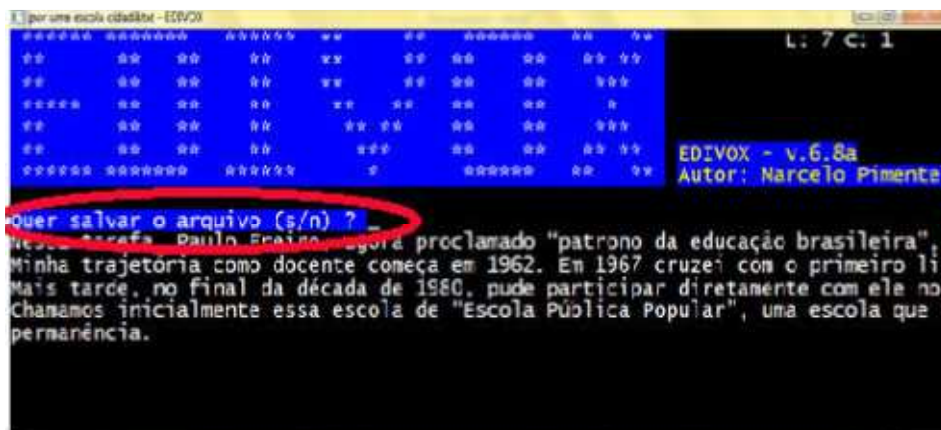 por uma escola cidadã.txt - EDIVOX
L: 7 C: 1
EDIVOX
EDIVOX - v.6.8a
Autor: Marcelo Pimente
Quer salvar o arquivo (s/n) ?
Nesta tarefa, Paulo Freire, agora proclamado "patrono da educação brasileira",
Minha trajetória como docente começa em 1962. Em 1967 cruzei com o primeiro li
Mais tarde, no final da década de 1980, pude participar diretamente com ele no
Chamamos inicialmente essa escola de "Escola Pública Popular", uma escola que
permanência.